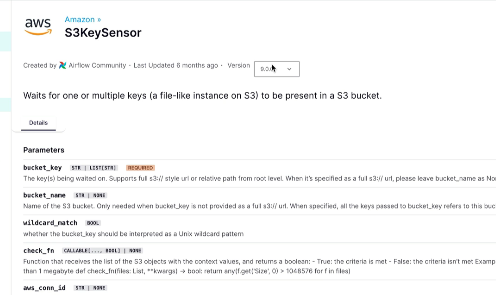 aws
Amazon »
S3KeySensor
Created by Airflow Community - Last Updated 6 months ago - Version
Waits for one or multiple keys (a file-like instance on S3) to be present in a S3 bucket.
Details
Parameters
bucket_key STR | LIST[STR] REQUIRED
The key(s) being waited on. Supports full s3:// style url or relative path from root level. When it's specified as a full s3:// url, please leave bucket_name as
bucket_name STR | NONE
Name of the S3 bucket. Only needed when bucket_key is not provided as a full s3:// url. When specified, all the keys passed to bucket_key refers to this
wildcard_match BOOL
whether the bucket_key should be interpreted as a Unix wildcard pattern
check_fn CALLABLE[..., BOOL] | NONE
Function that receives the list of the S3 objects with the context values, and returns a boolean: - True: the criteria is met - False: the criteria isn't met
than 1 megabyte def check_fn(files: List, **kwargs) -> bool: return any(f.get('Size', 0) > 1048576 for f in files)
aws_conn_id STR | NONE